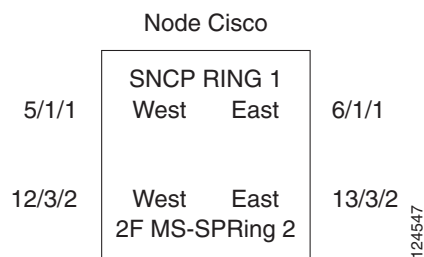 Node Cisco
SNCP RING 1
5/1/1 West East 6/1/1
12/3/2 West East 13/3/2
2F MS-SPRing 2
124547